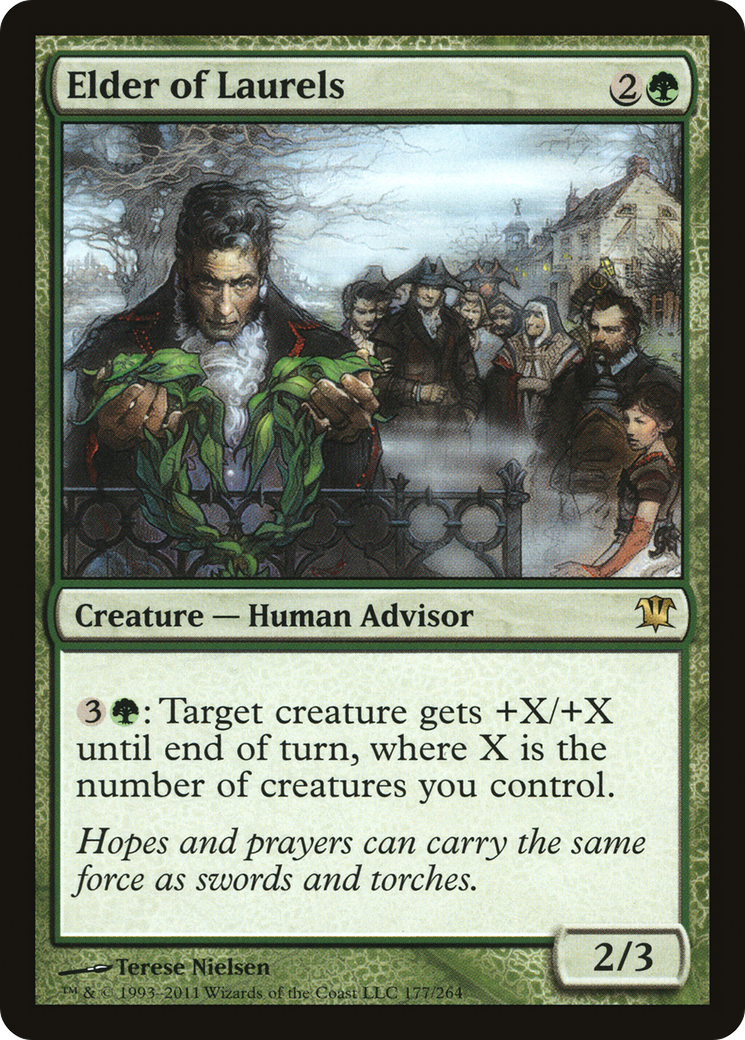 Elder of Laurels 2
Creature — Human Advisor
3: Target creature gets +X/+X
until end of turn, where X is the
number of creatures you control.
Hopes and prayers can carry the same
force as swords and torches.
2/3
Terese Nielsen
™ & © 1993–2011 Wizards of the Coast LLC 177/264